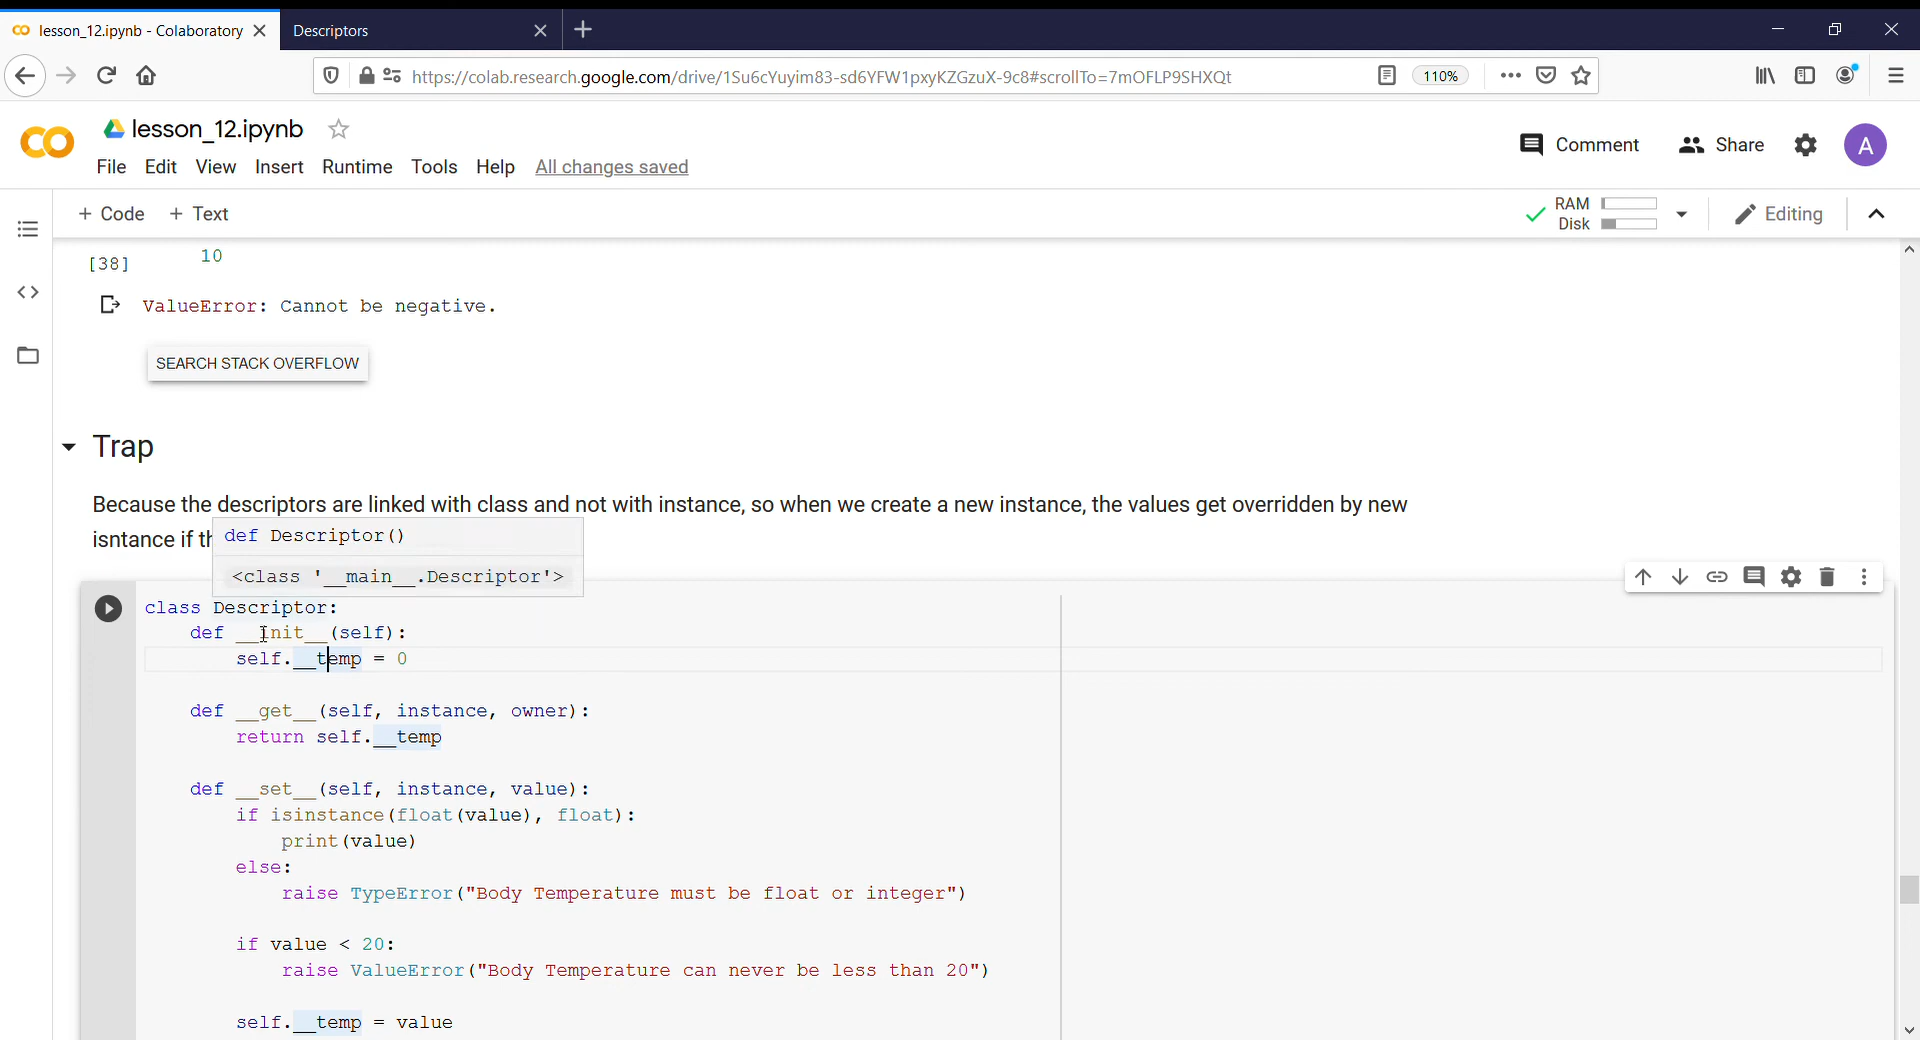 lesson_12.ipynb - Colaboratory
Descriptors
https://colab.research.google.com/drive/1Su6cYuyim83-sd6YFW1pxyKZGzuX-9c8#scrollTo=7mOFLP9SHXQt
110%
lesson_12.ipynb
Comment
Share
A
File Edit View Insert Runtime Tools Help All changes saved
+ Code + Text
RAM
Disk
Editing
[38]
10
ValueError: Cannot be negative.
SEARCH STACK OVERFLOW
Trap
Because the descriptors are linked with class and not with instance, so when we create a new instance, the values get overridden by new
isntance if th
def Descriptor()
<class '__main__.Descriptor'>
class Descriptor:
    def __init__(self):
        self.__temp = 0
    def __get__(self, instance, owner):
        return self.__temp
    def __set__(self, instance, value):
        if isinstance(float(value), float):
            print(value)
        else:
            raise TypeError("Body Temperature must be float or integer")
        if value < 20:
            raise ValueError("Body Temperature can never be less than 20")
        self.__temp = value